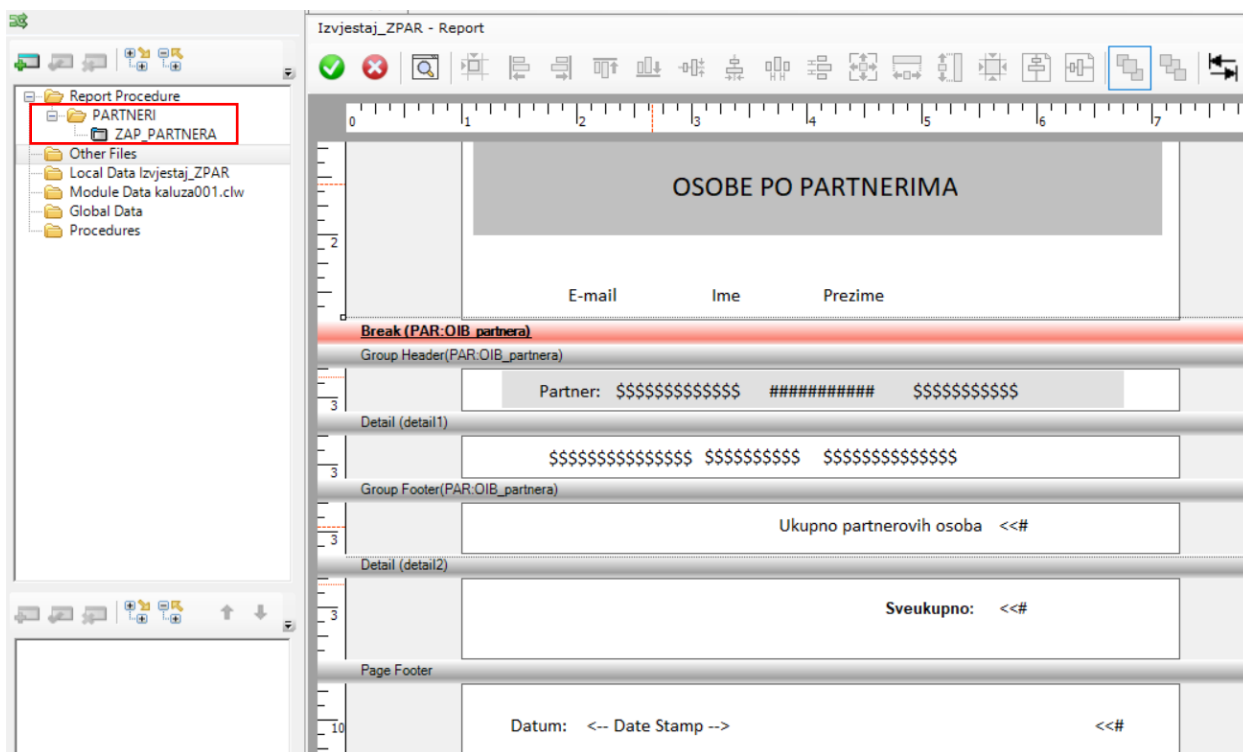 Izvjestaj_ZPAR - Report
Report Procedure
PARTNERI
ZAP_PARTNERA
Other Files
Local Data Izvjestaj_ZPAR
Module Data kaluza001.clw
Global Data
Procedures
0 1 2 3 4 5 6 7
OSOBE PO PARTNERIMA
2
E-mail Ime Prezime
Break (PAR:OIB_partnera)
Group Header(PAR:OIB_partnera)
Partner: $$$$$$$$$$$$$ ########### $$$$$$$$$$$
3
Detail (detail1)
$$$$$$$$$$$$$$$ $$$$$$$$$$ $$$$$$$$$$$$$$
3
Group Footer(PAR:OIB_partnera)
Ukupno partnerovih osoba <<#
3
Detail (detail2)
Sveukupno: <<#
3
Page Footer
Datum: <-- Date Stamp --> <<#
10